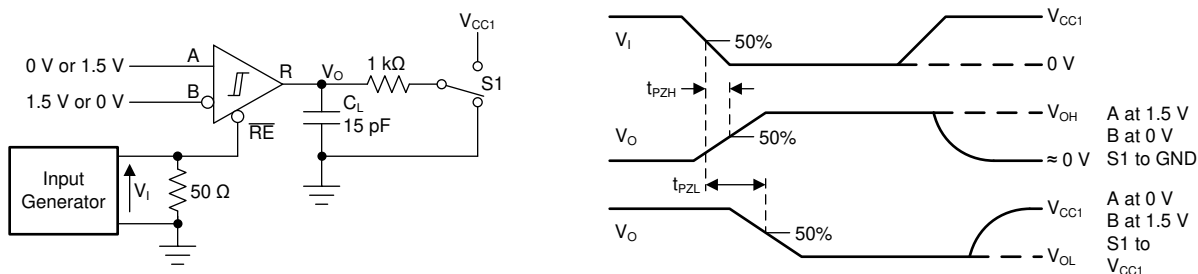 V_CC1
A
0 V or 1.5 V
R
V_O
1 kΩ
S1
1.5 V or 0 V
B
C_L
15 pF
RE
Input
Generator
V_I
50 Ω
V_I
50%
V_CC1
0 V
t_PZH
V_O
50%
V_OH
≈ 0 V
A at 1.5 V
B at 0 V
S1 to GND
t_PZL
V_O
50%
V_CC1
V_OL
A at 0 V
B at 1.5 V
S1 to
V_CC1